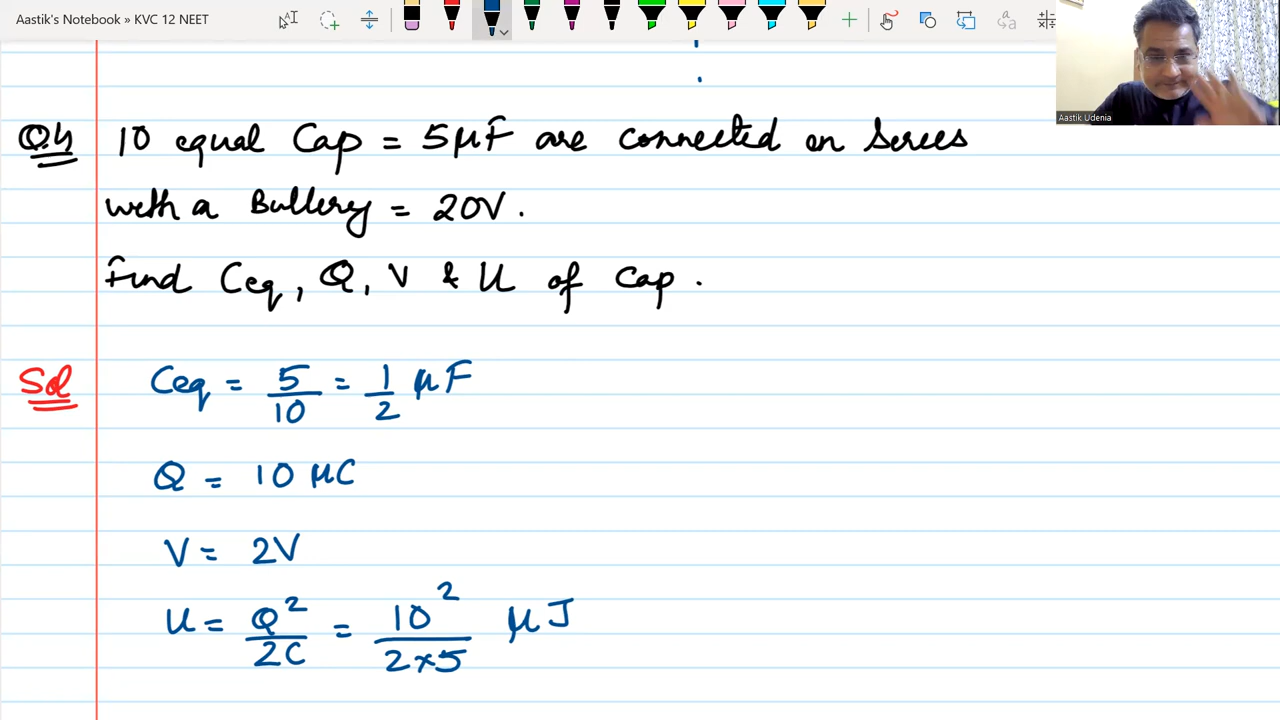 Aastik's Notebook » KVC 12 NEET
Aastik Udenia
Q4 10 equal Cap = 5μF are connected in Series
with a Battery = 20V.
Find Ceq, Q, V & U of Cap.
Sol Ceq = 5/10 = 1/2 μF
Q = 10 μC
V = 2V
U = Q²/2C = 10²/2×5 μJ